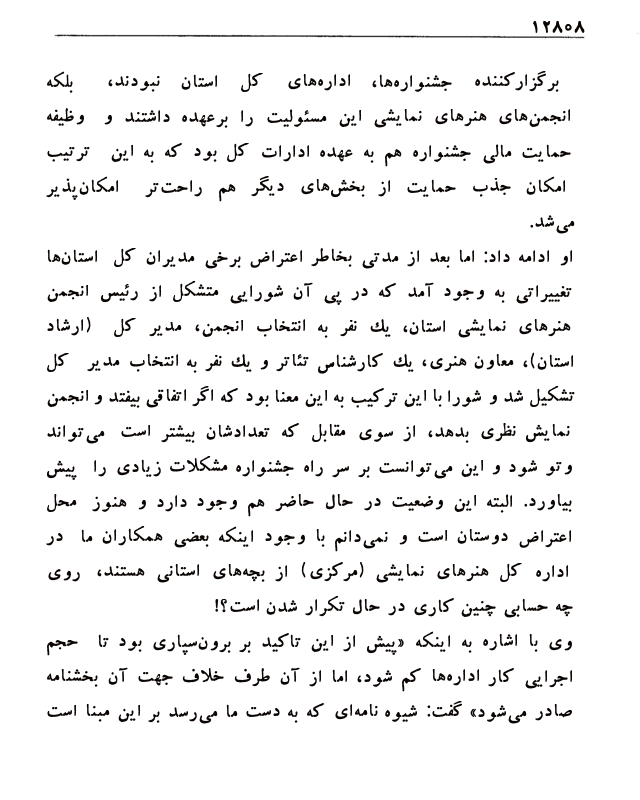 ۱۲۸۰۸
برگزارکننده جشنواره‌ها، اداره‌های کل استان نبودند، بلکه
انجمن‌های هنرهای نمایشی این مسئولیت را برعهده داشتند و وظیفه
حمایت مالی جشنواره هم به عهده ادارات کل بود که به این ترتیب
امکان جذب حمایت از بخش‌های دیگر هم راحت‌تر امکان‌پذیر
می‌شد.
او ادامه داد: اما بعد از مدتی بخاطر اعتراض برخی مدیران کل استان‌ها
تغییراتی به وجود آمد که در پی آن شورایی متشکل از رئیس انجمن
هنرهای نمایشی استان، یك نفر به انتخاب انجمن، مدیر کل (ارشاد
استان)، معاون هنری، یك کارشناس تئاتر و یك نفر به انتخاب مدیر کل
تشکیل شد و شورا با این ترکیب به این معنا بود که اگر اتفاقی بیفتد و انجمن
نمایش نظری بدهد، از سوی مقابل که تعدادشان بیشتر است می‌تواند
وتو شود و این می‌توانست بر سر راه جشنواره مشکلات زیادی را پیش
بیاورد. البته این وضعیت در حال حاضر هم وجود دارد و هنوز محل
اعتراض دوستان است و نمی‌دانم با وجود اینکه بعضی همکاران ما در
اداره کل هنرهای نمایشی (مرکزی) از بچه‌های استانی هستند، روی
چه حسابی چنین کاری در حال تکرار شدن است؟!
وی با اشاره به اینکه «پیش از این تاکید بر برون‌سپاری بود تا حجم
اجرایی کار اداره‌ها کم شود، اما از آن طرف خلاف جهت آن بخشنامه
صادر می‌شود» گفت: شیوه نامه‌ای که به دست ما می‌رسد بر این مبنا است